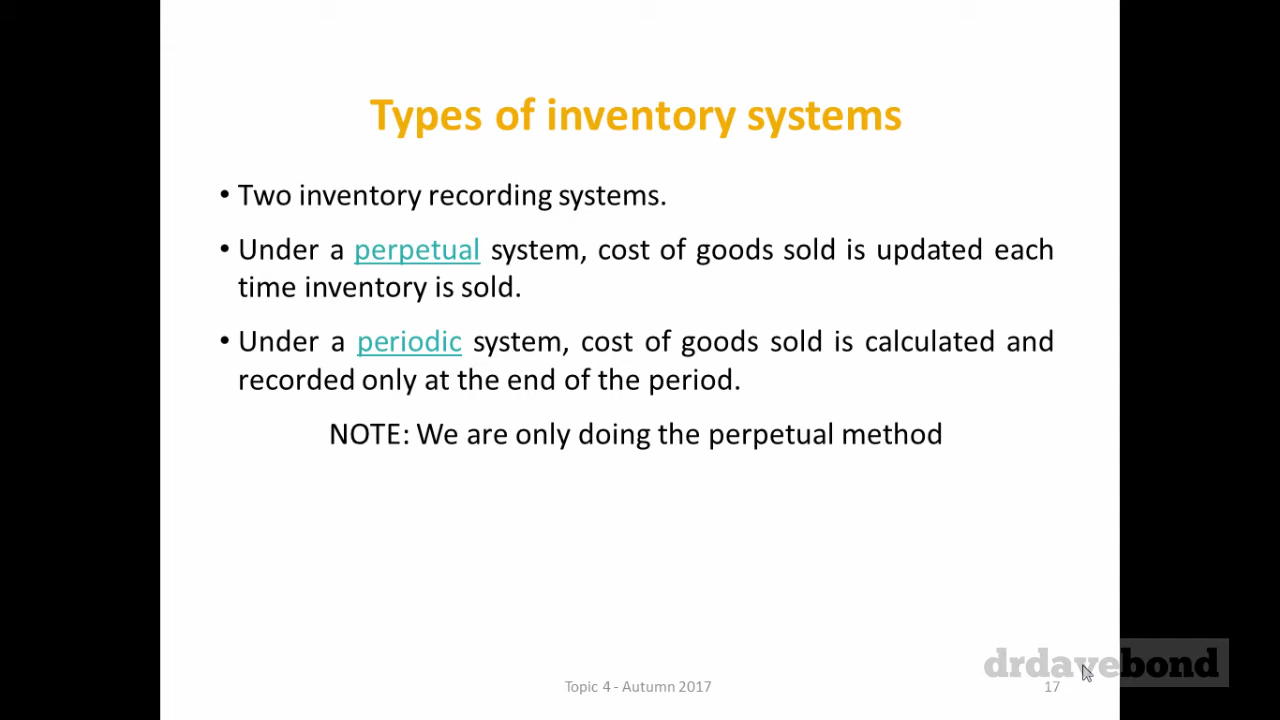 Types of inventory systems
• Two inventory recording systems.
• Under a perpetual system, cost of goods sold is updated each
time inventory is sold.
• Under a periodic system, cost of goods sold is calculated and
recorded only at the end of the period.
NOTE: We are only doing the perpetual method
drdavebond
Topic 4 - Autumn 2017
17